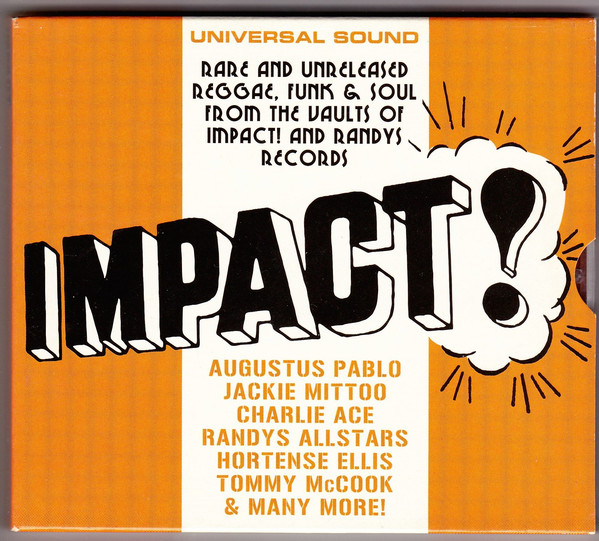 UNIVERSAL SOUND
RARE AND UNRELEASED
REGGAE, FUNK & SOUL
FROM THE VAULTS OF
IMPACT! AND RANDYS
RECORDS
IMPACT!
AUGUSTUS PABLO
JACKIE MITTOO
CHARLIE ACE
RANDYS ALLSTARS
HORTENSE ELLIS
TOMMY McCOOK
& MANY MORE!